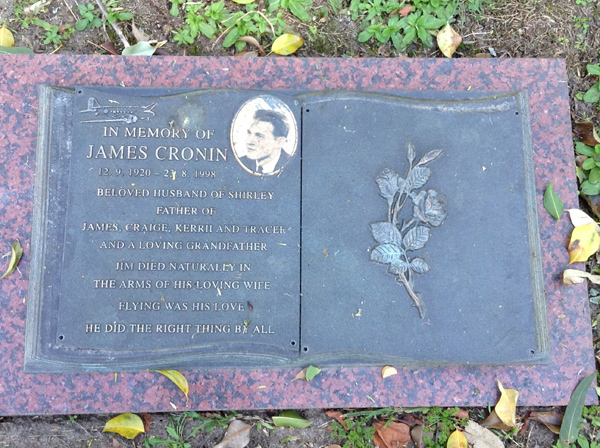 IN MEMORY OF
JAMES CRONIN
12. 9. 1920 - 8. 1998
BELOVED HUSBAND OF SHIRLEY
FATHER OF
JAMES, CRAIGE, KERRII AND TRACEE
AND A LOVING GRANDFATHER
JIM DIED NATURALLY IN
THE ARMS OF HIS LOVING WIFE
FLYING WAS HIS LOVE
HE DID THE RIGHT THING BY ALL